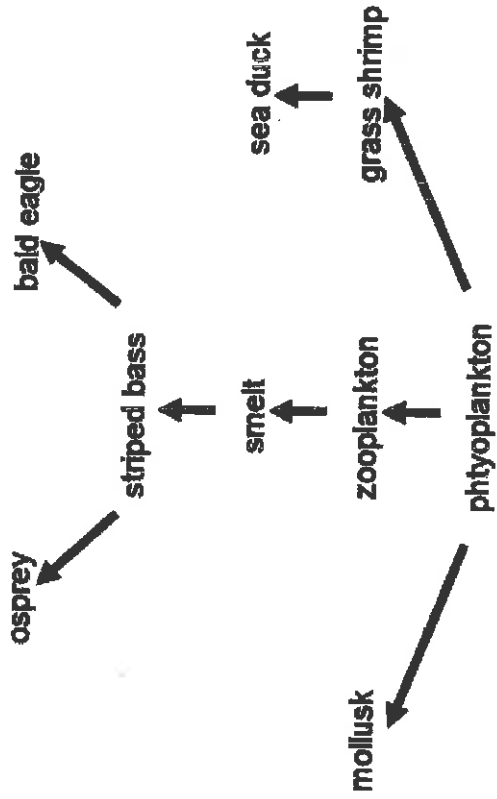 osprey
bald eagle
striped bass
smelt
sea duck
mollusk
zooplankton
grass shrimp
phtyoplankton